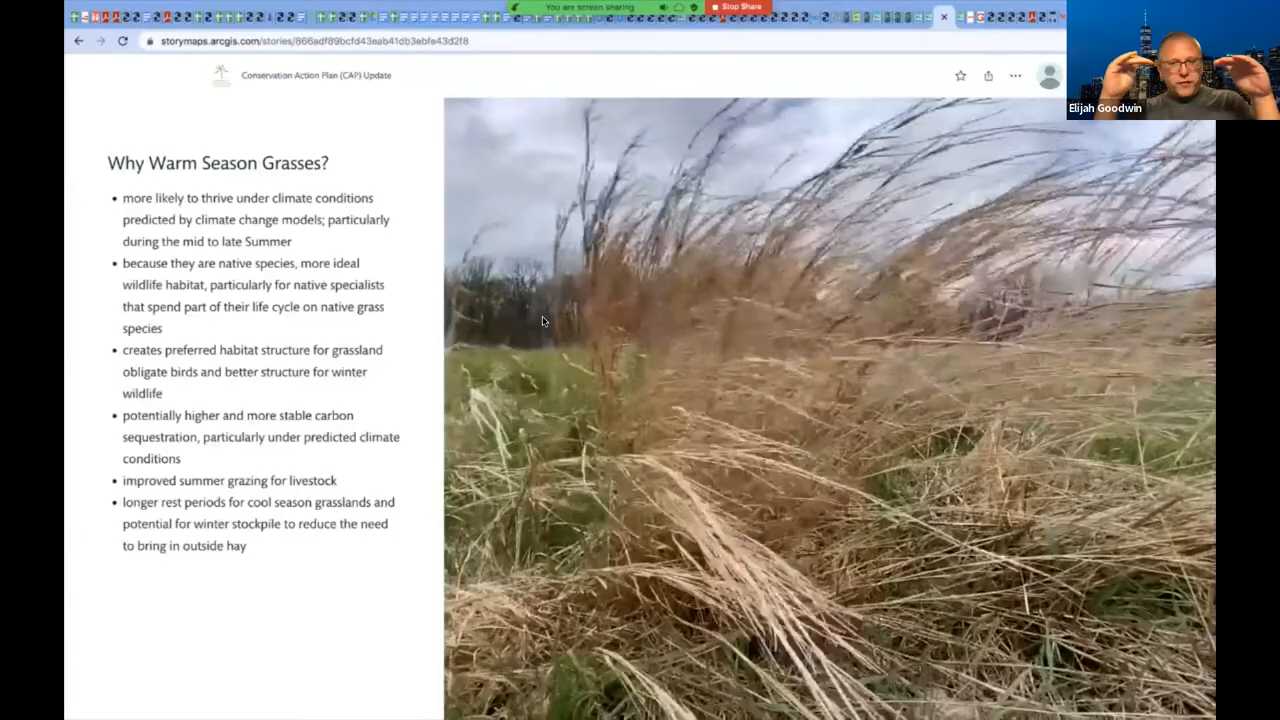 You are screen sharing
Stop Share
storymaps.arcgis.com/stories/866adf89bcfd43eab41db3ebfe43d2f8
Conservation Action Plan (CAP) Update
Elijah Goodwin
Why Warm Season Grasses?
• more likely to thrive under climate conditions
predicted by climate change models; particularly
during the mid to late Summer
• because they are native species, more ideal
wildlife habitat, particularly for native specialists
that spend part of their life cycle on native grass
species
• creates preferred habitat structure for grassland
obligate birds and better structure for winter
wildlife
• potentially higher and more stable carbon
sequestration, particularly under predicted climate
conditions
• improved summer grazing for livestock
• longer rest periods for cool season grasslands and
potential for winter stockpile to reduce the need
to bring in outside hay